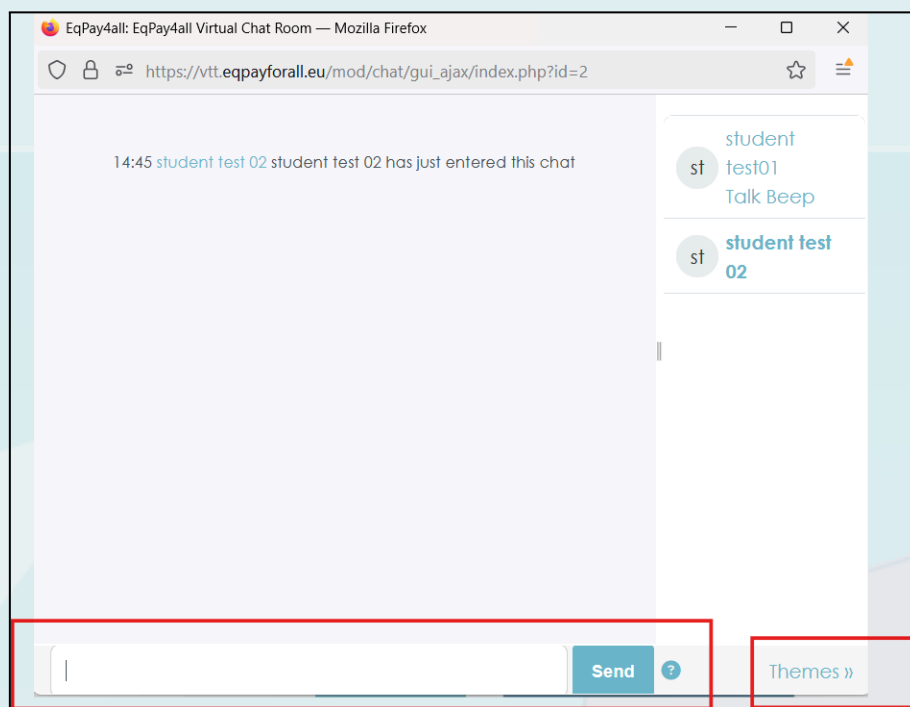 EqPay4all: EqPay4all Virtual Chat Room — Mozilla Firefox
https://vtt.eqpayforall.eu/mod/chat/gui_ajax/index.php?id=2
14:45 student test 02 student test 02 has just entered this chat
st
student
test01
Talk Beep
st
student test
02
Send
?
Themes »